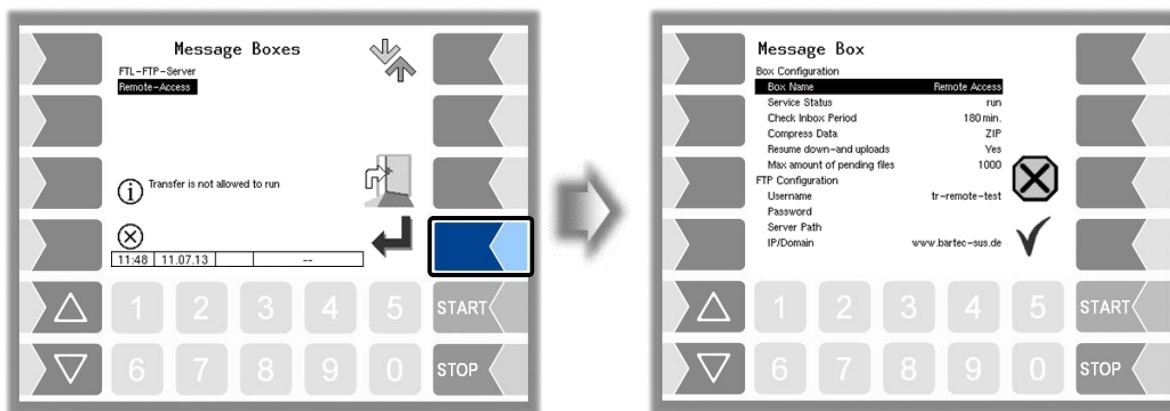 Message Boxes
FTL-FTP-Server
Remote-Access
Transfer is not allowed to run
11:48 11.07.13 --
1 2 3 4 5 START
6 7 8 9 0 STOP
Message Box
Box Configuration
Box Name Remote Access
Service Status run
Check Inbox Period 180 min.
Compress Data ZIP
Resume down-and uploads Yes
Max amount of pending files 1000
FTP Configuration
Username tr-remote-test
Password
Server Path
IP/Domain www.bartec-sus.de
1 2 3 4 5 START
6 7 8 9 0 STOP